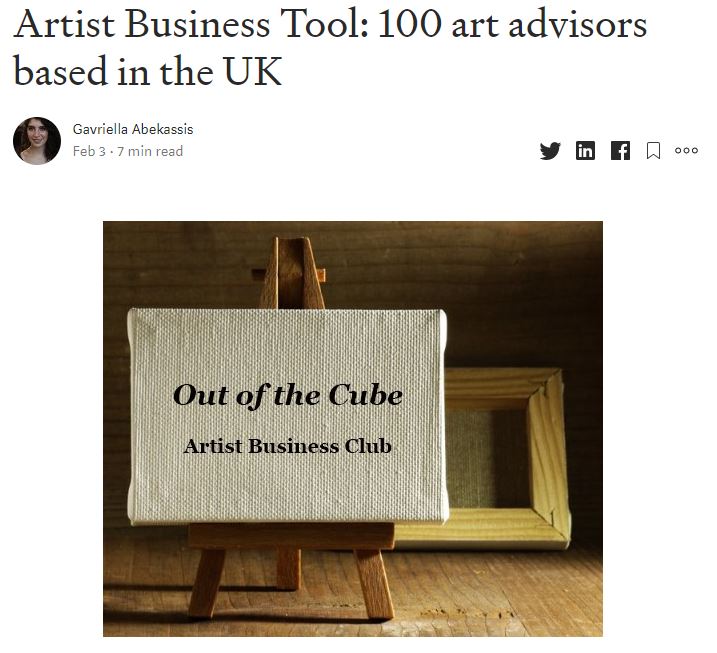 Artist Business Tool: 100 art advisors
based in the UK
Gavriella Abekassis
Feb 3 · 7 min read
Out of the Cube
Artist Business Club